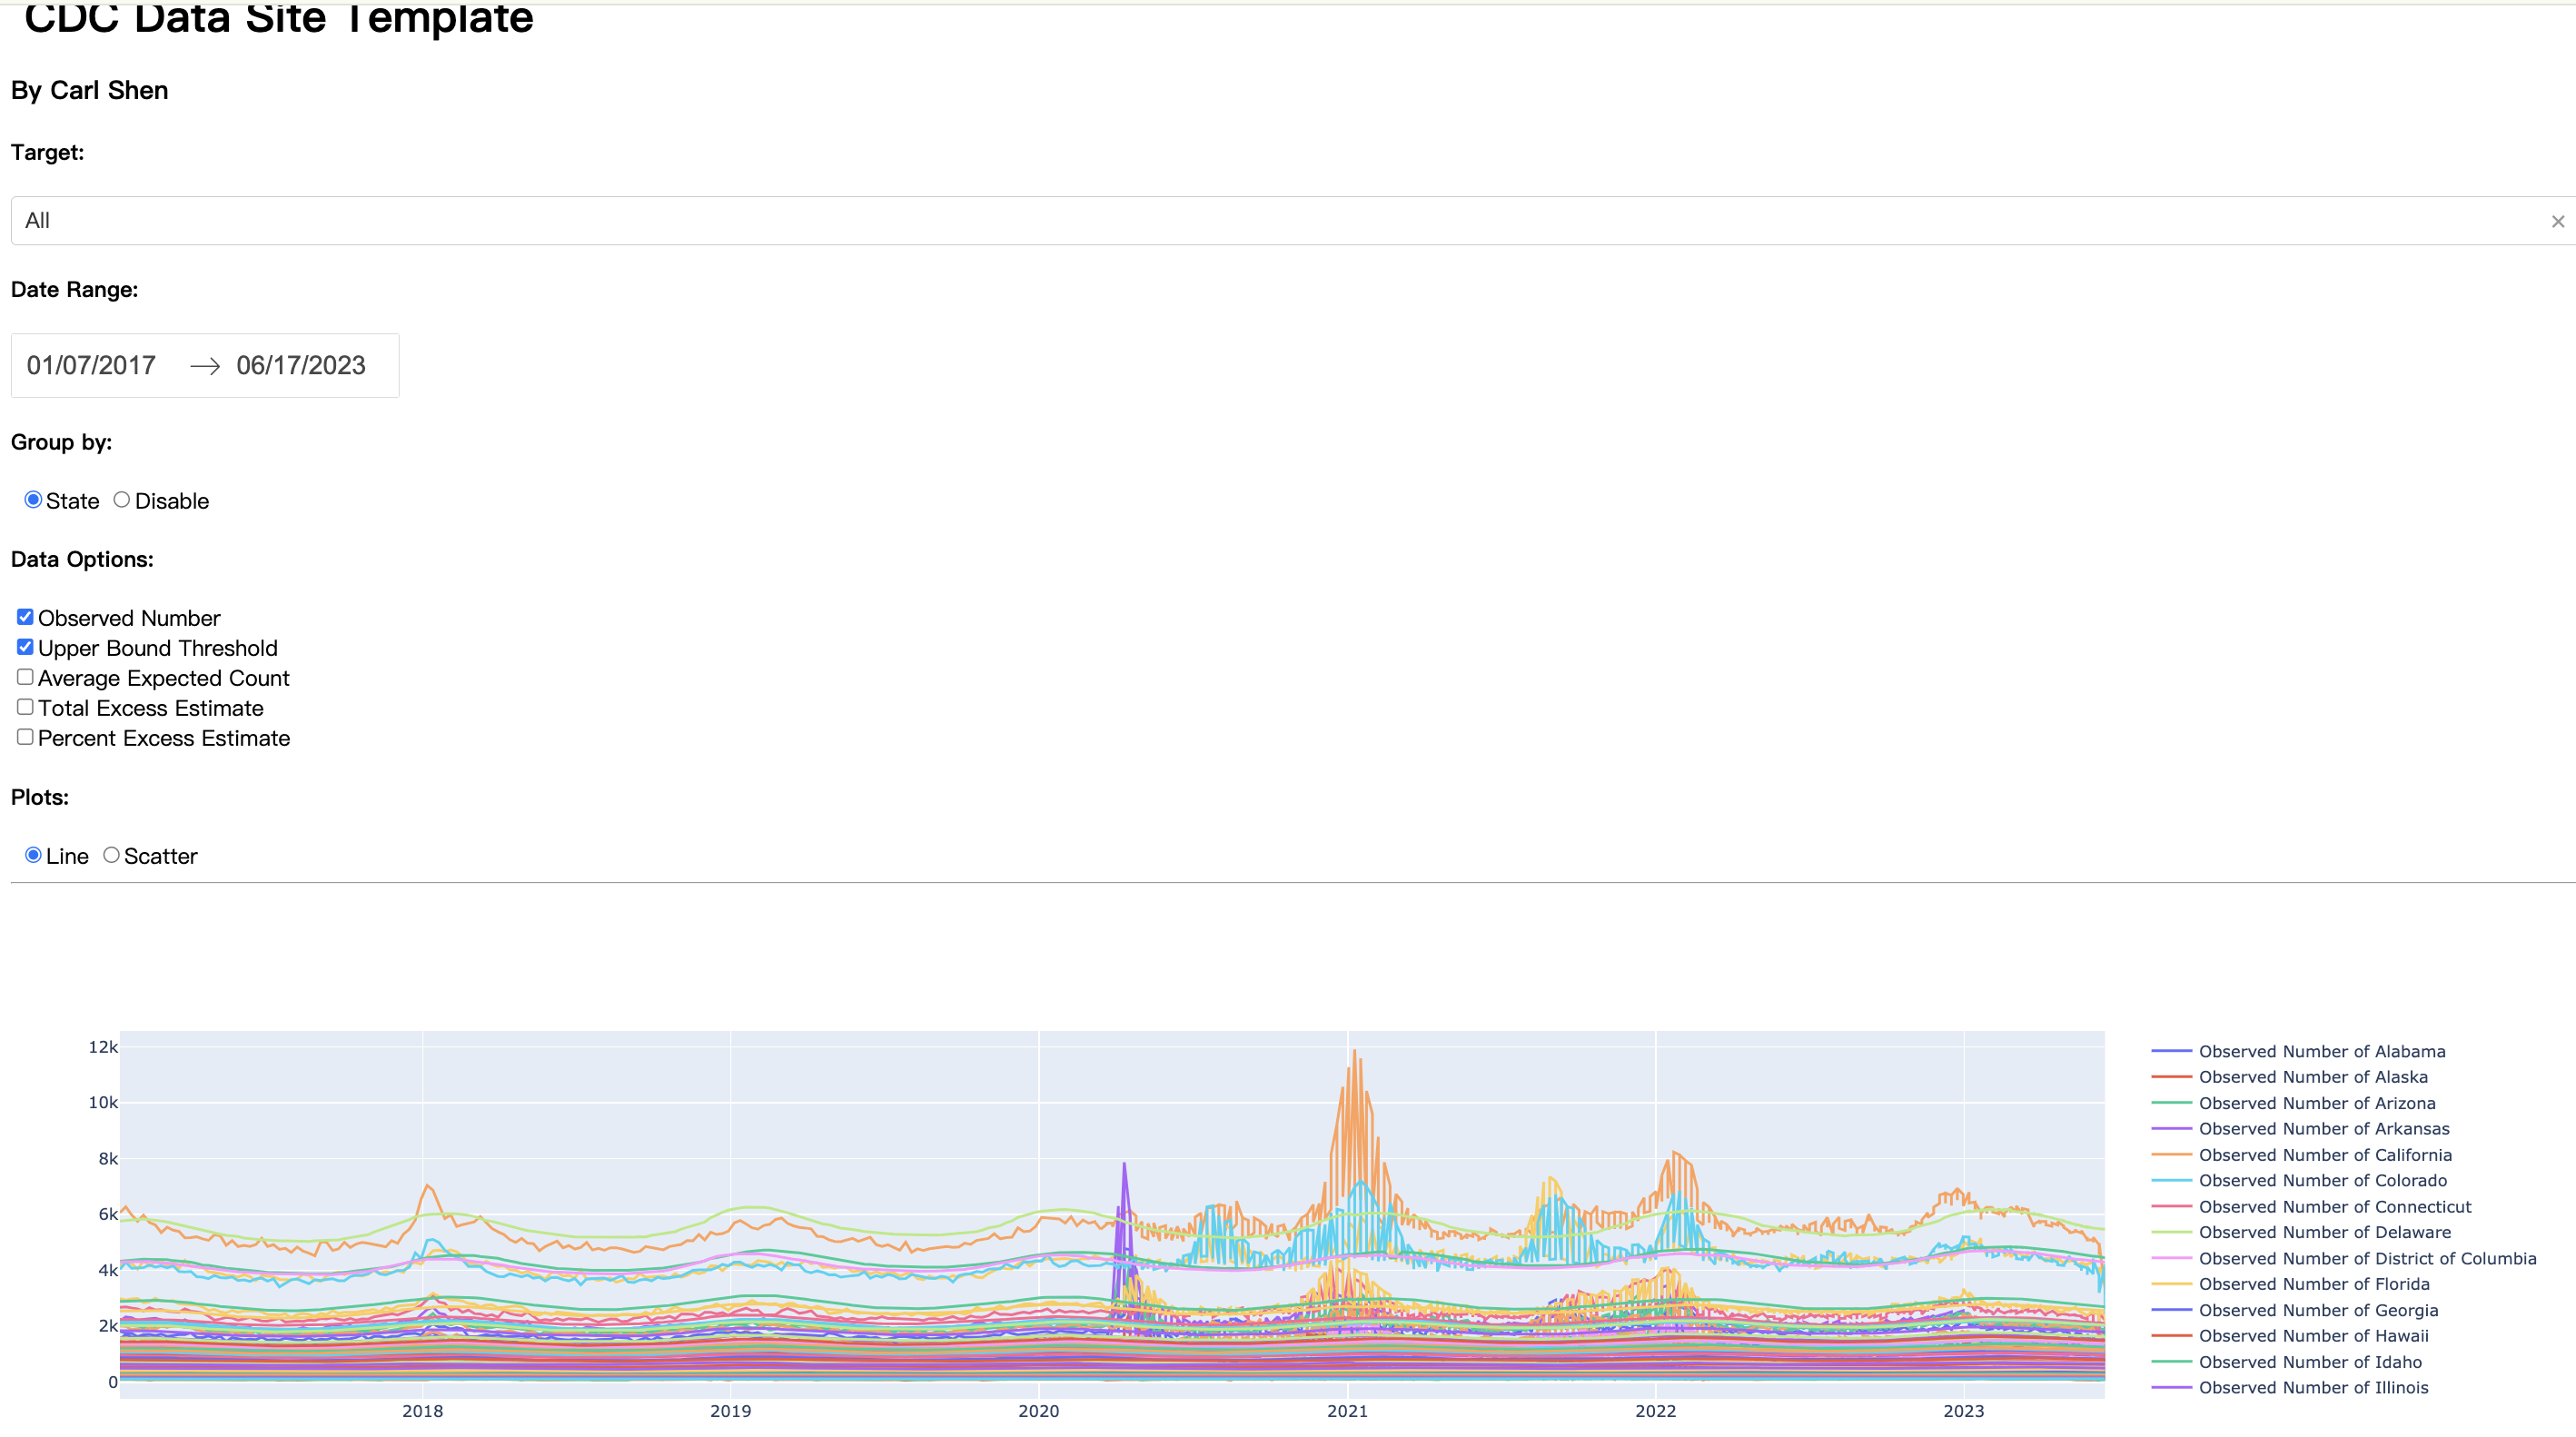 CDC Data Site Template
By Carl Shen
Target:
All
×
Date Range:
01/07/2017 → 06/17/2023
Group by:
State Disable
Data Options:
Observed Number
Upper Bound Threshold
Average Expected Count
Total Excess Estimate
Percent Excess Estimate
Plots:
Line Scatter
12k
10k
8k
6k
4k
2k
0
2018 2019 2020 2021 2022 2023
Observed Number of Alabama
Observed Number of Alaska
Observed Number of Arizona
Observed Number of Arkansas
Observed Number of California
Observed Number of Colorado
Observed Number of Connecticut
Observed Number of Delaware
Observed Number of District of Columbia
Observed Number of Florida
Observed Number of Georgia
Observed Number of Hawaii
Observed Number of Idaho
Observed Number of Illinois